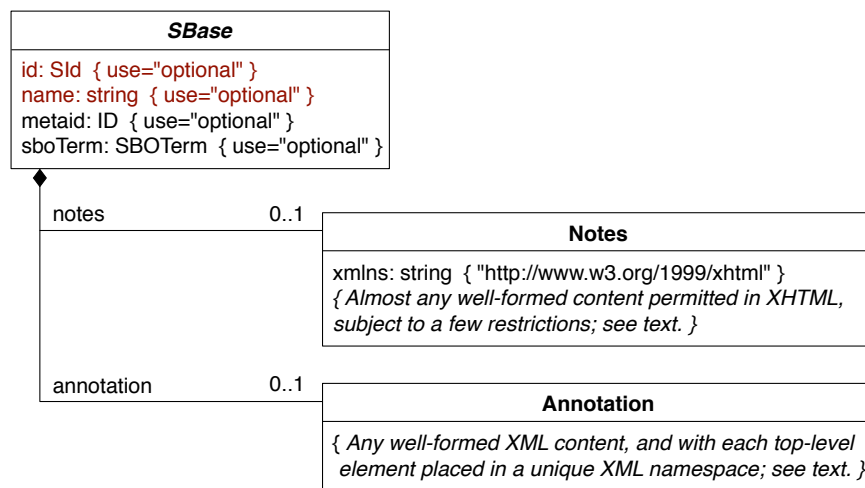 SBase
id: SId { use="optional" }
name: string { use="optional" }
metaid: ID { use="optional" }
sboTerm: SBOTerm { use="optional" }
notes 0..1
Notes
xmlns: string { "http://www.w3.org/1999/xhtml" }
{ Almost any well-formed content permitted in XHTML,
subject to a few restrictions; see text. }
annotation 0..1
Annotation
{ Any well-formed XML content, and with each top-level
element placed in a unique XML namespace; see text. }